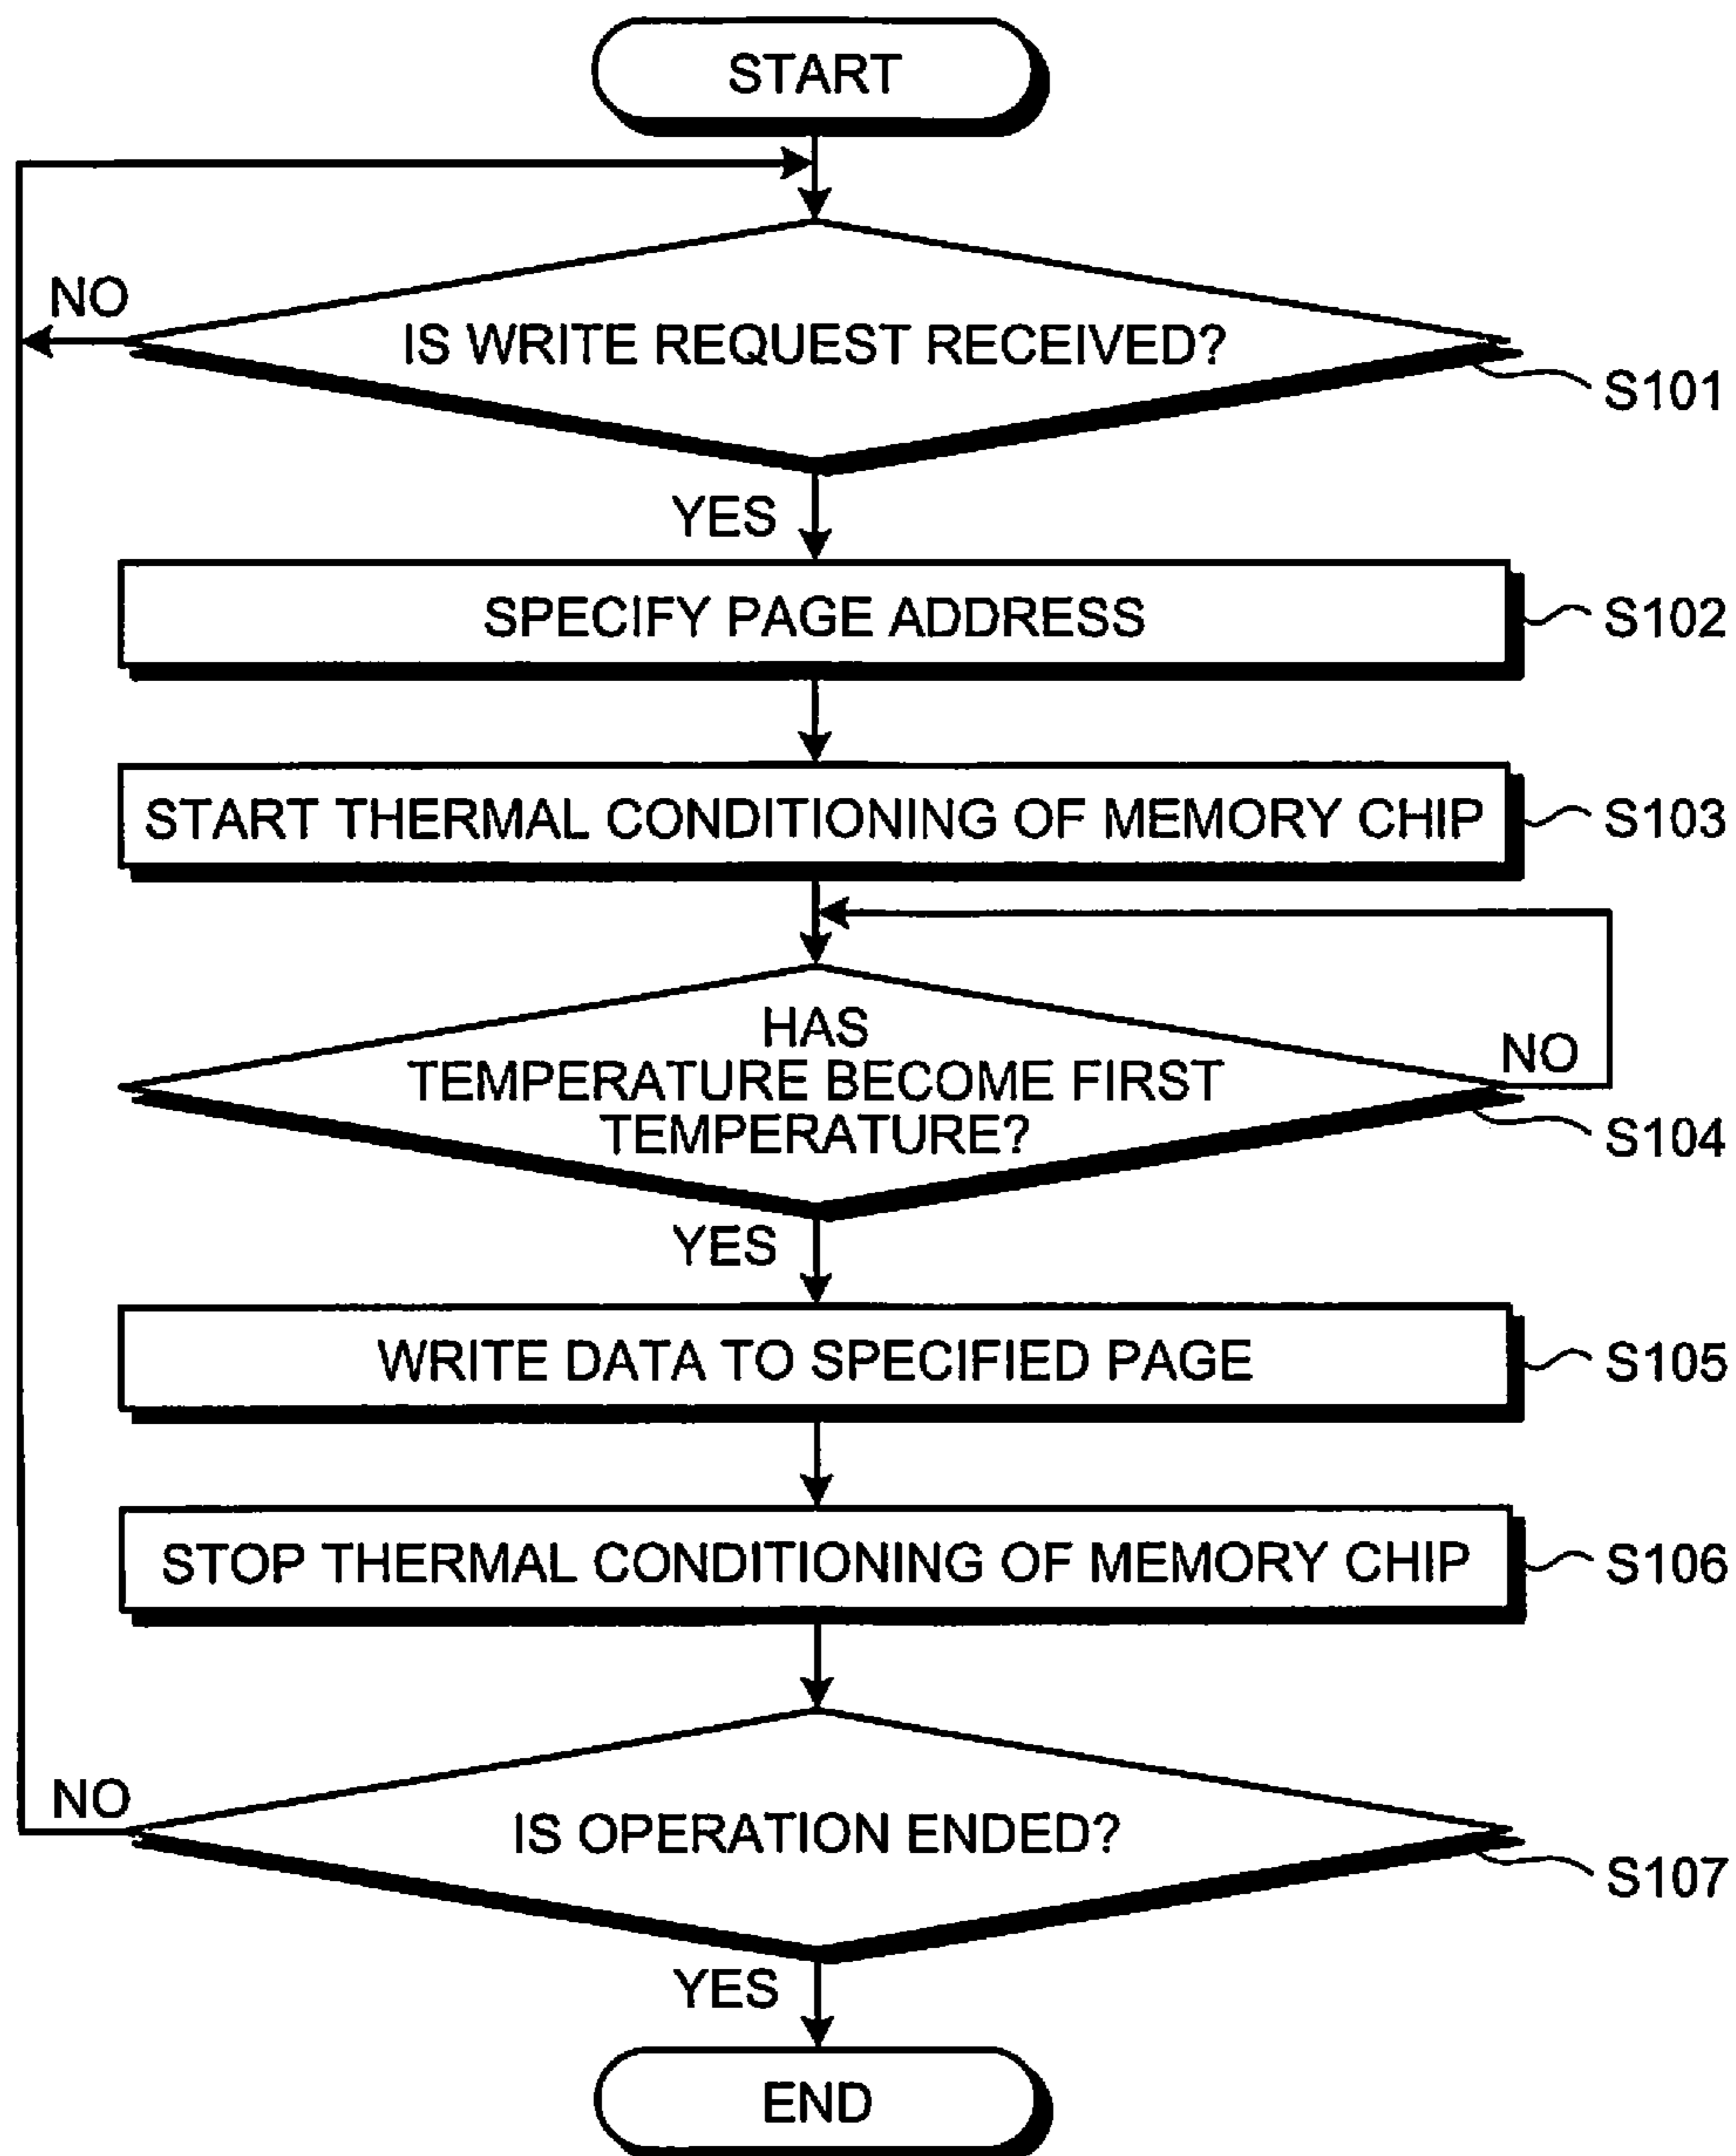 START
NO
IS WRITE REQUEST RECEIVED?
S101
YES
SPECIFY PAGE ADDRESS
S102
START THERMAL CONDITIONING OF MEMORY CHIP
S103
HAS
TEMPERATURE BECOME FIRST
TEMPERATURE?
NO
S104
YES
WRITE DATA TO SPECIFIED PAGE
S105
STOP THERMAL CONDITIONING OF MEMORY CHIP
S106
NO
IS OPERATION ENDED?
S107
YES
END